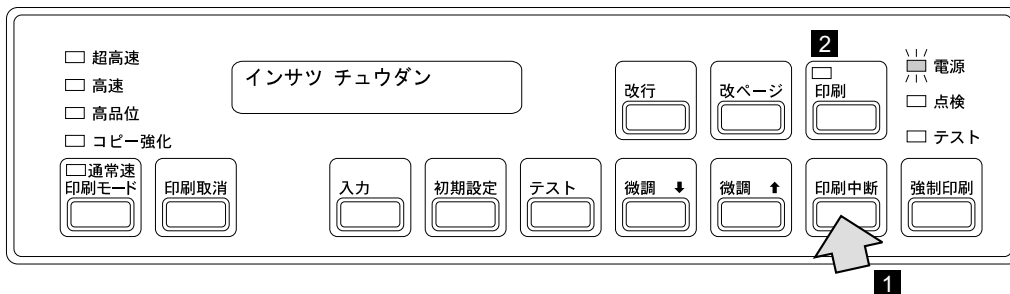 2
超高速
高速
高品位
コピー強化
通常速
印刷モード
印刷取消
インサツ チュウダン
改行
改ページ
印刷
電源
点検
テスト
入力
初期設定
テスト
微調 ⬇
微調 ⬆
印刷中断
強制印刷
1